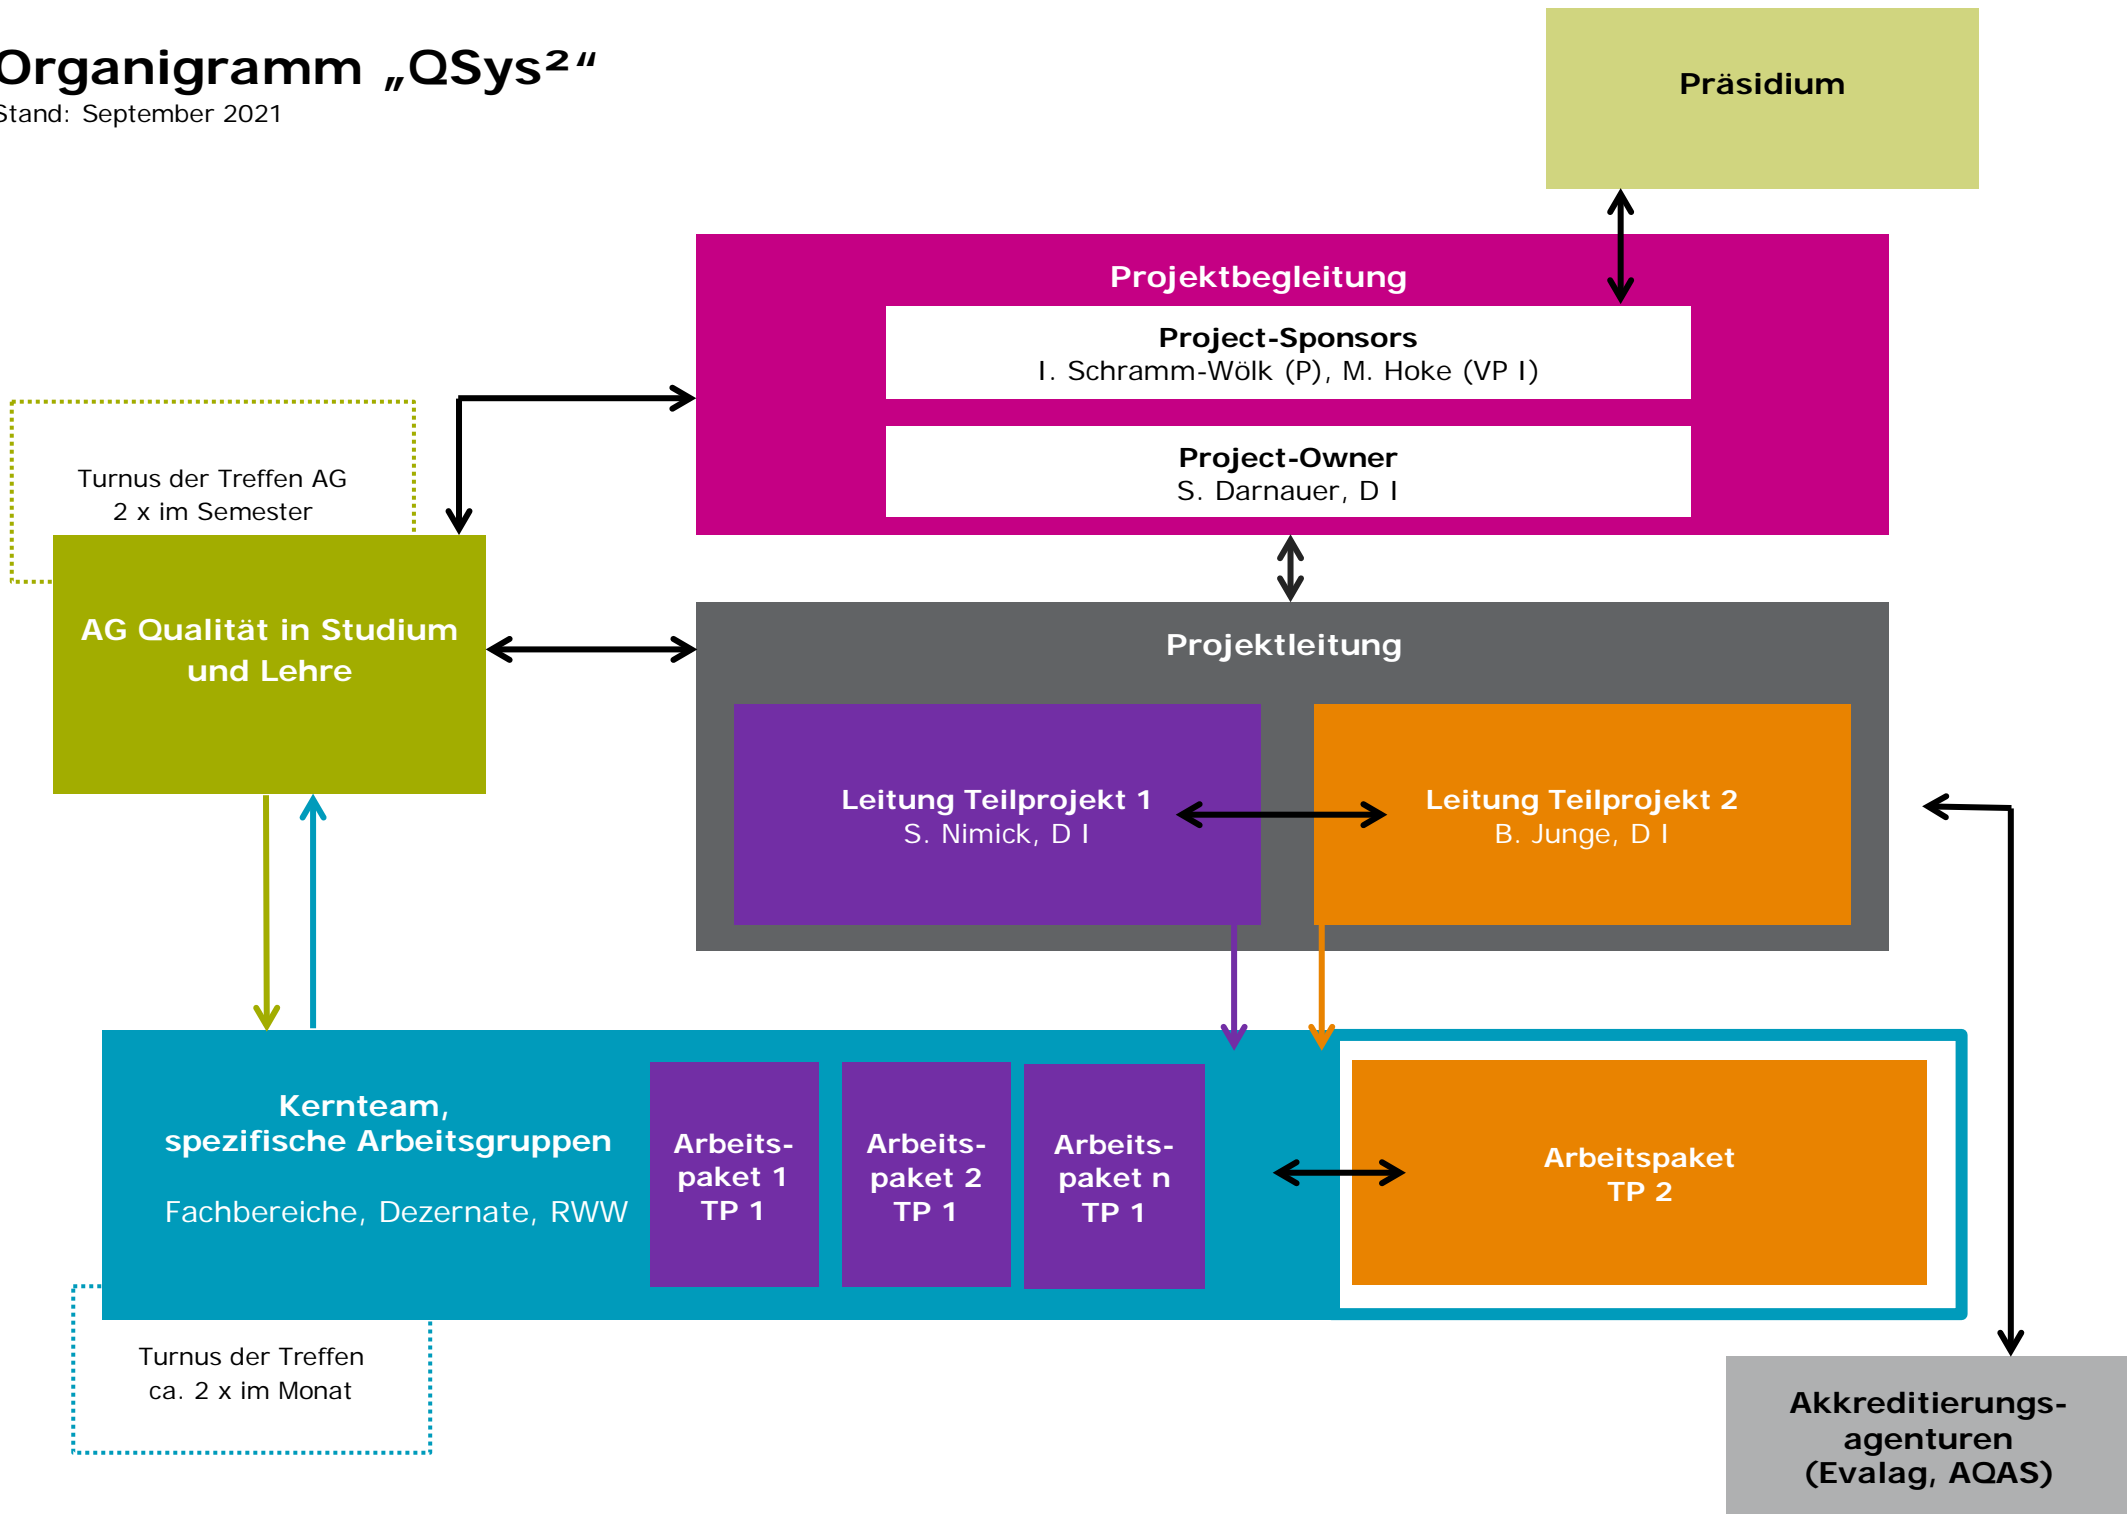 Organigramm „QSys²“
Stand: September 2021
Präsidium
Projektbegleitung
Project-Sponsors
I. Schramm-Wölk (P), M. Hoke (VP I)
Project-Owner
S. Darnauer, D I
Turnus der Treffen AG
2 x im Semester
AG Qualität in Studium
und Lehre
Projektleitung
Leitung Teilprojekt 1
S. Nimick, D I
Leitung Teilprojekt 2
B. Junge, D I
Kernteam,
spezifische Arbeitsgruppen
Fachbereiche, Dezernate, RWW
Arbeits-
paket 1
TP 1
Arbeits-
paket 2
TP 1
Arbeits-
paket n
TP 1
Arbeitspaket
TP 2
Turnus der Treffen
ca. 2 x im Monat
Akkreditierungs-
agenturen
(Evalag, AQAS)